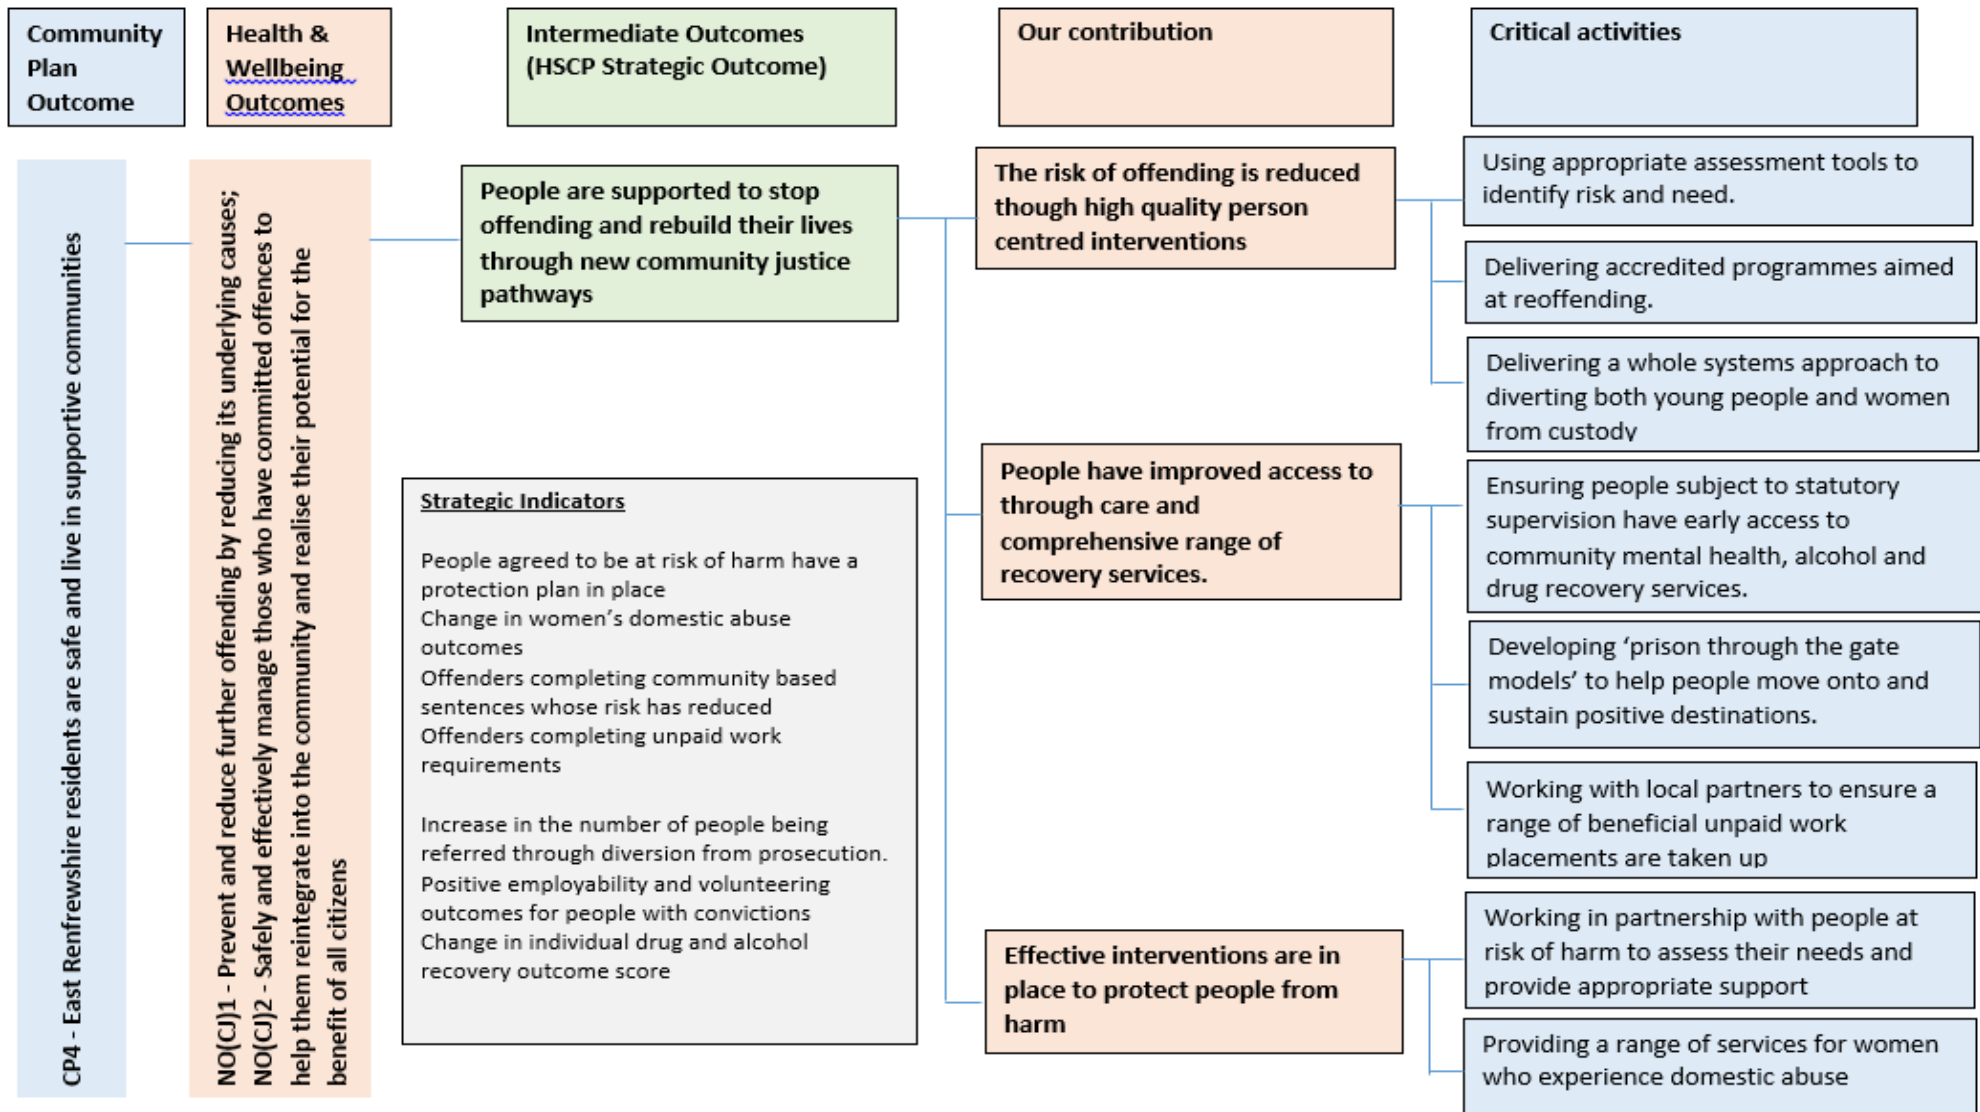 Community
Plan
Outcome
Health &
Wellbeing
Outcomes
Intermediate Outcomes
(HSCP Strategic Outcome)
Our contribution
Critical activities
CP4 - East Renfrewshire residents are safe and live in supportive communities
NO(CJ)1 - Prevent and reduce further offending by reducing its underlying causes;
NO(CJ)2 - Safely and effectively manage those who have committed offences to
help them reintegrate into the community and realise their potential for the
benefit of all citizens
People are supported to stop
offending and rebuild their lives
through new community justice
pathways
Strategic Indicators
People agreed to be at risk of harm have a
protection plan in place
Change in women’s domestic abuse
outcomes
Offenders completing community based
sentences whose risk has reduced
Offenders completing unpaid work
requirements
Increase in the number of people being
referred through diversion from prosecution.
Positive employability and volunteering
outcomes for people with convictions
Change in individual drug and alcohol
recovery outcome score
The risk of offending is reduced
though high quality person
centred interventions
People have improved access to
through care and
comprehensive range of
recovery services.
Effective interventions are in
place to protect people from
harm
Using appropriate assessment tools to
identify risk and need.
Delivering accredited programmes aimed
at reoffending.
Delivering a whole systems approach to
diverting both young people and women
from custody
Ensuring people subject to statutory
supervision have early access to
community mental health, alcohol and
drug recovery services.
Developing ‘prison through the gate
models’ to help people move onto and
sustain positive destinations.
Working with local partners to ensure a
range of beneficial unpaid work
placements are taken up
Working in partnership with people at
risk of harm to assess their needs and
provide appropriate support
Providing a range of services for women
who experience domestic abuse